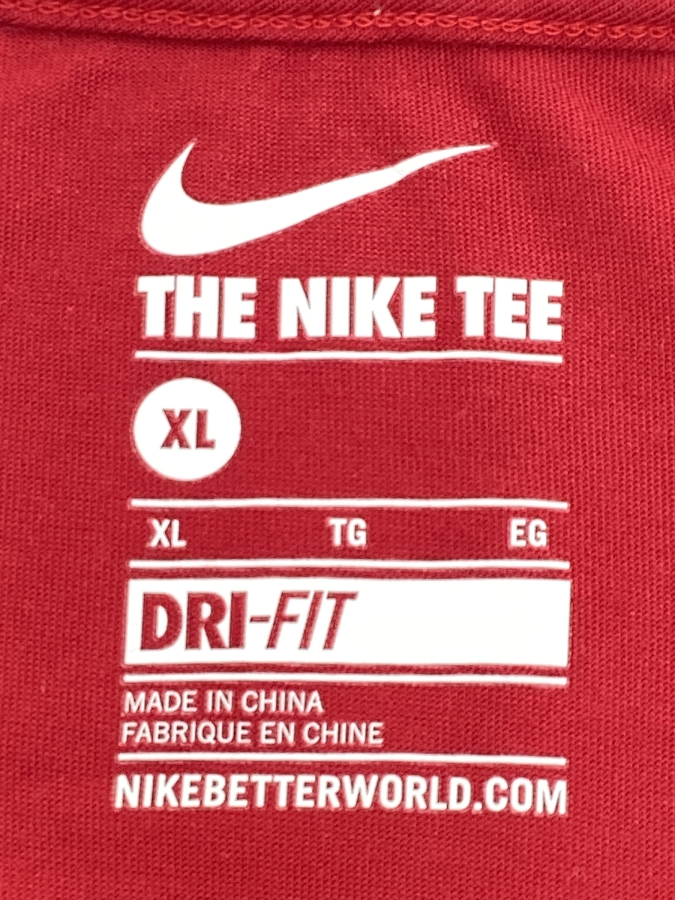 THE NIKE TEE
XL
XL TG EG
DRI-FIT
MADE IN CHINA
FABRIQUE EN CHINE
NIKEBETTERWORLD.COM